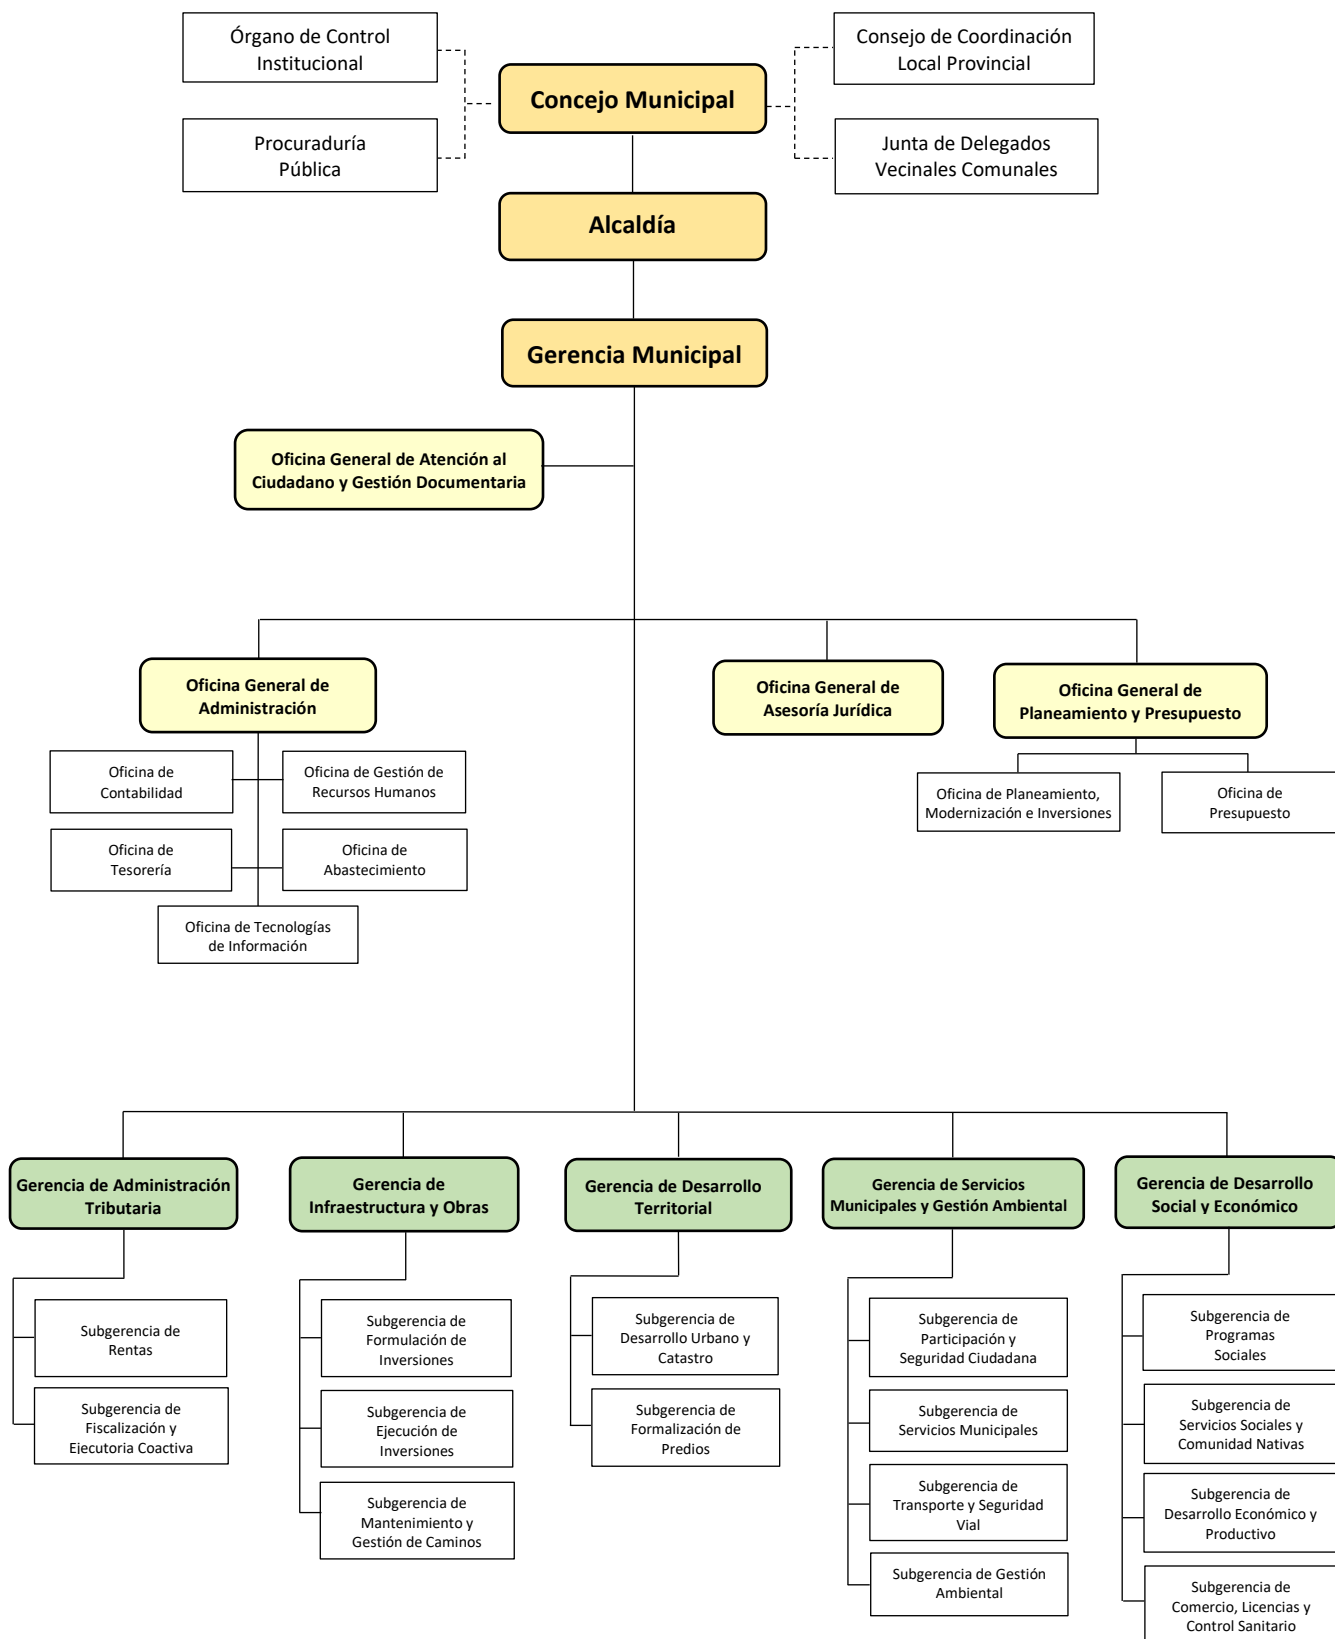 Órgano de Control
Institucional
Consejo de Coordinación
Local Provincial
Concejo Municipal
Procuraduría
Pública
Junta de Delegados
Vecinales Comunales
Alcaldía
Gerencia Municipal
Oficina General de Atención al
Ciudadano y Gestión Documentaria
Oficina General de
Administración
Oficina General de
Asesoría Jurídica
Oficina General de
Planeamiento y Presupuesto
Oficina de
Contabilidad
Oficina de Gestión de
Recursos Humanos
Oficina de Planeamiento,
Modernización e Inversiones
Oficina de
Presupuesto
Oficina de
Tesorería
Oficina de
Abastecimiento
Oficina de Tecnologías
de Información
Gerencia de Administración
Tributaria
Gerencia de
Infraestructura y Obras
Gerencia de Desarrollo
Territorial
Gerencia de Servicios
Municipales y Gestión Ambiental
Gerencia de Desarrollo
Social y Económico
Subgerencia de
Rentas
Subgerencia de
Fiscalización y
Ejecutoria Coactiva
Subgerencia de
Formulación de
Inversiones
Subgerencia de
Ejecución de
Inversiones
Subgerencia de
Mantenimiento y
Gestión de Caminos
Subgerencia de
Desarrollo Urbano y
Catastro
Subgerencia de
Formalización de
Predios
Subgerencia de
Participación y
Seguridad Ciudadana
Subgerencia de
Servicios Municipales
Subgerencia de
Transporte y Seguridad
Vial
Subgerencia de Gestión
Ambiental
Subgerencia de
Programas
Sociales
Subgerencia de
Servicios Sociales y
Comunidad Nativas
Subgerencia de
Desarrollo Económico y
Productivo
Subgerencia de
Comercio, Licencias y
Control Sanitario